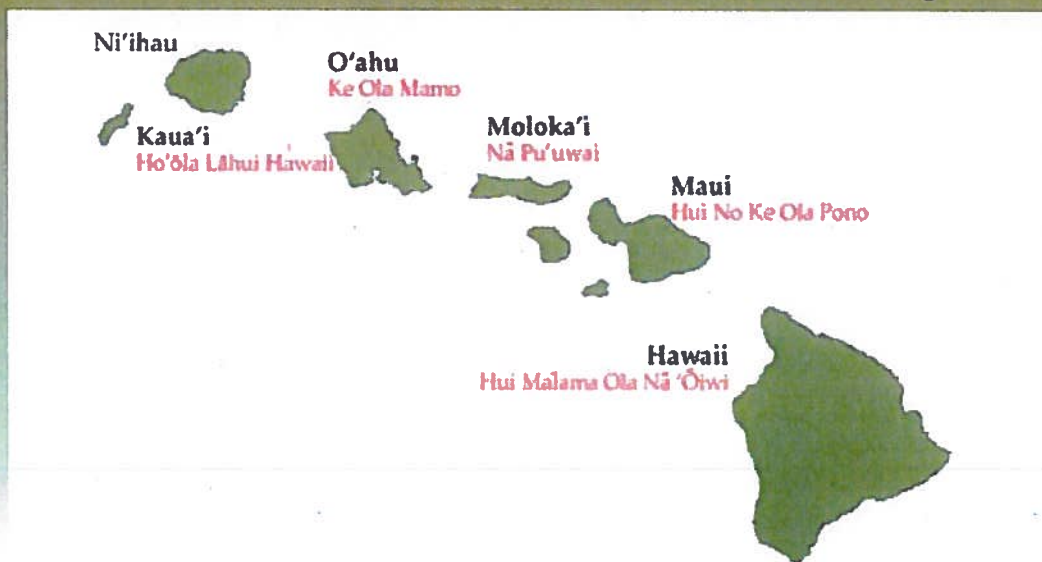 Ni'ihau
O'ahu
Ke Ola Mamo
Kaua'i
Ho'ōla Lāhui Hawaii
Moloka'i
Nā Pu'uwai
Maui
Hui No Ke Ola Pono
Hawaii
Hui Malama Ola Nā 'Ōiwi